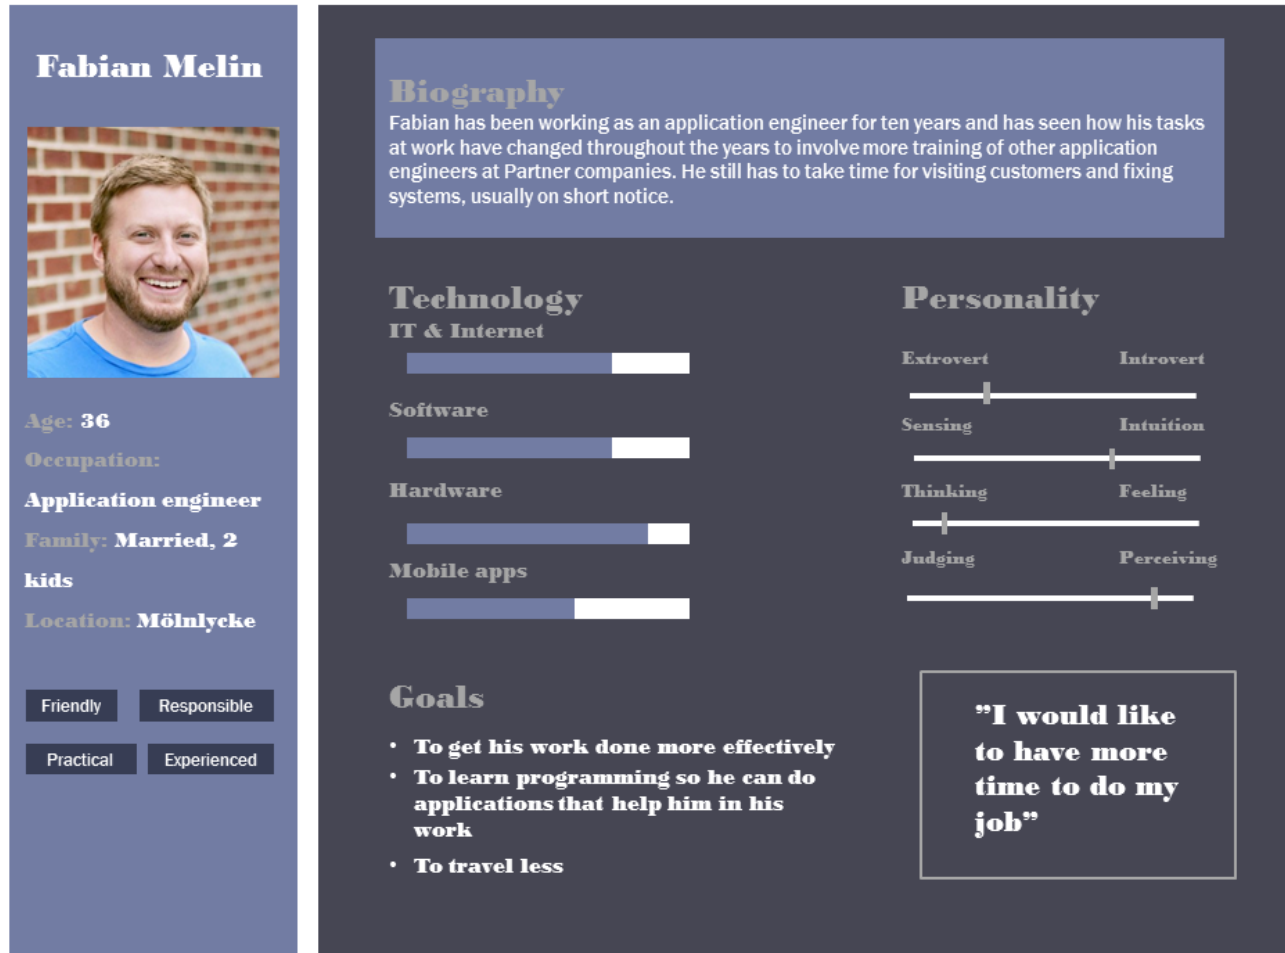 Fabian Melin
Age: 36
Occupation:
Application engineer
Family: Married, 2
kids
Location: Mölnlycke
Friendly
Responsible
Practical
Experienced
Biography
Fabian has been working as an application engineer for ten years and has seen how his tasks
at work have changed throughout the years to involve more training of other application
engineers at Partner companies. He still has to take time for visiting customers and fixing
systems, usually on short notice.
Technology
IT & Internet
Software
Hardware
Mobile apps
Personality
Extrovert Introvert
Sensing Intuition
Thinking Feeling
Judging Perceiving
Goals
• To get his work done more effectively
• To learn programming so he can do
applications that help him in his
work
• To travel less
”I would like
to have more
time to do my
job”